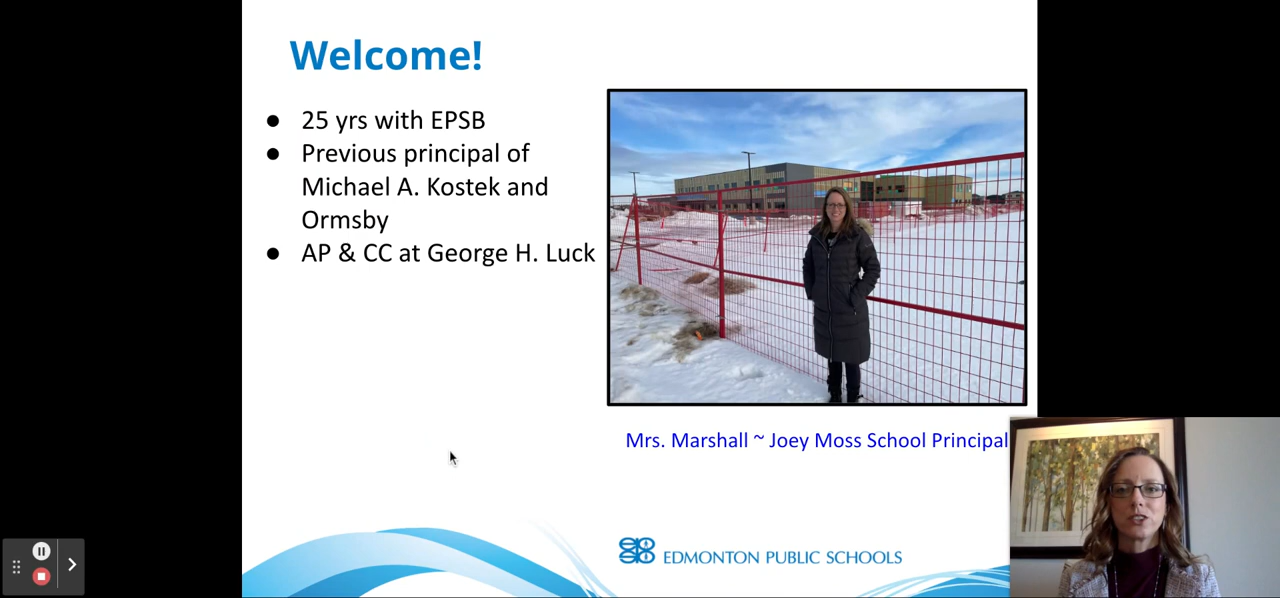 Welcome!
● 25 yrs with EPSB
● Previous principal of
Michael A. Kostek and
Ormsby
● AP & CC at George H. Luck
Mrs. Marshall ~ Joey Moss School Principal
EDMONTON PUBLIC SCHOOLS